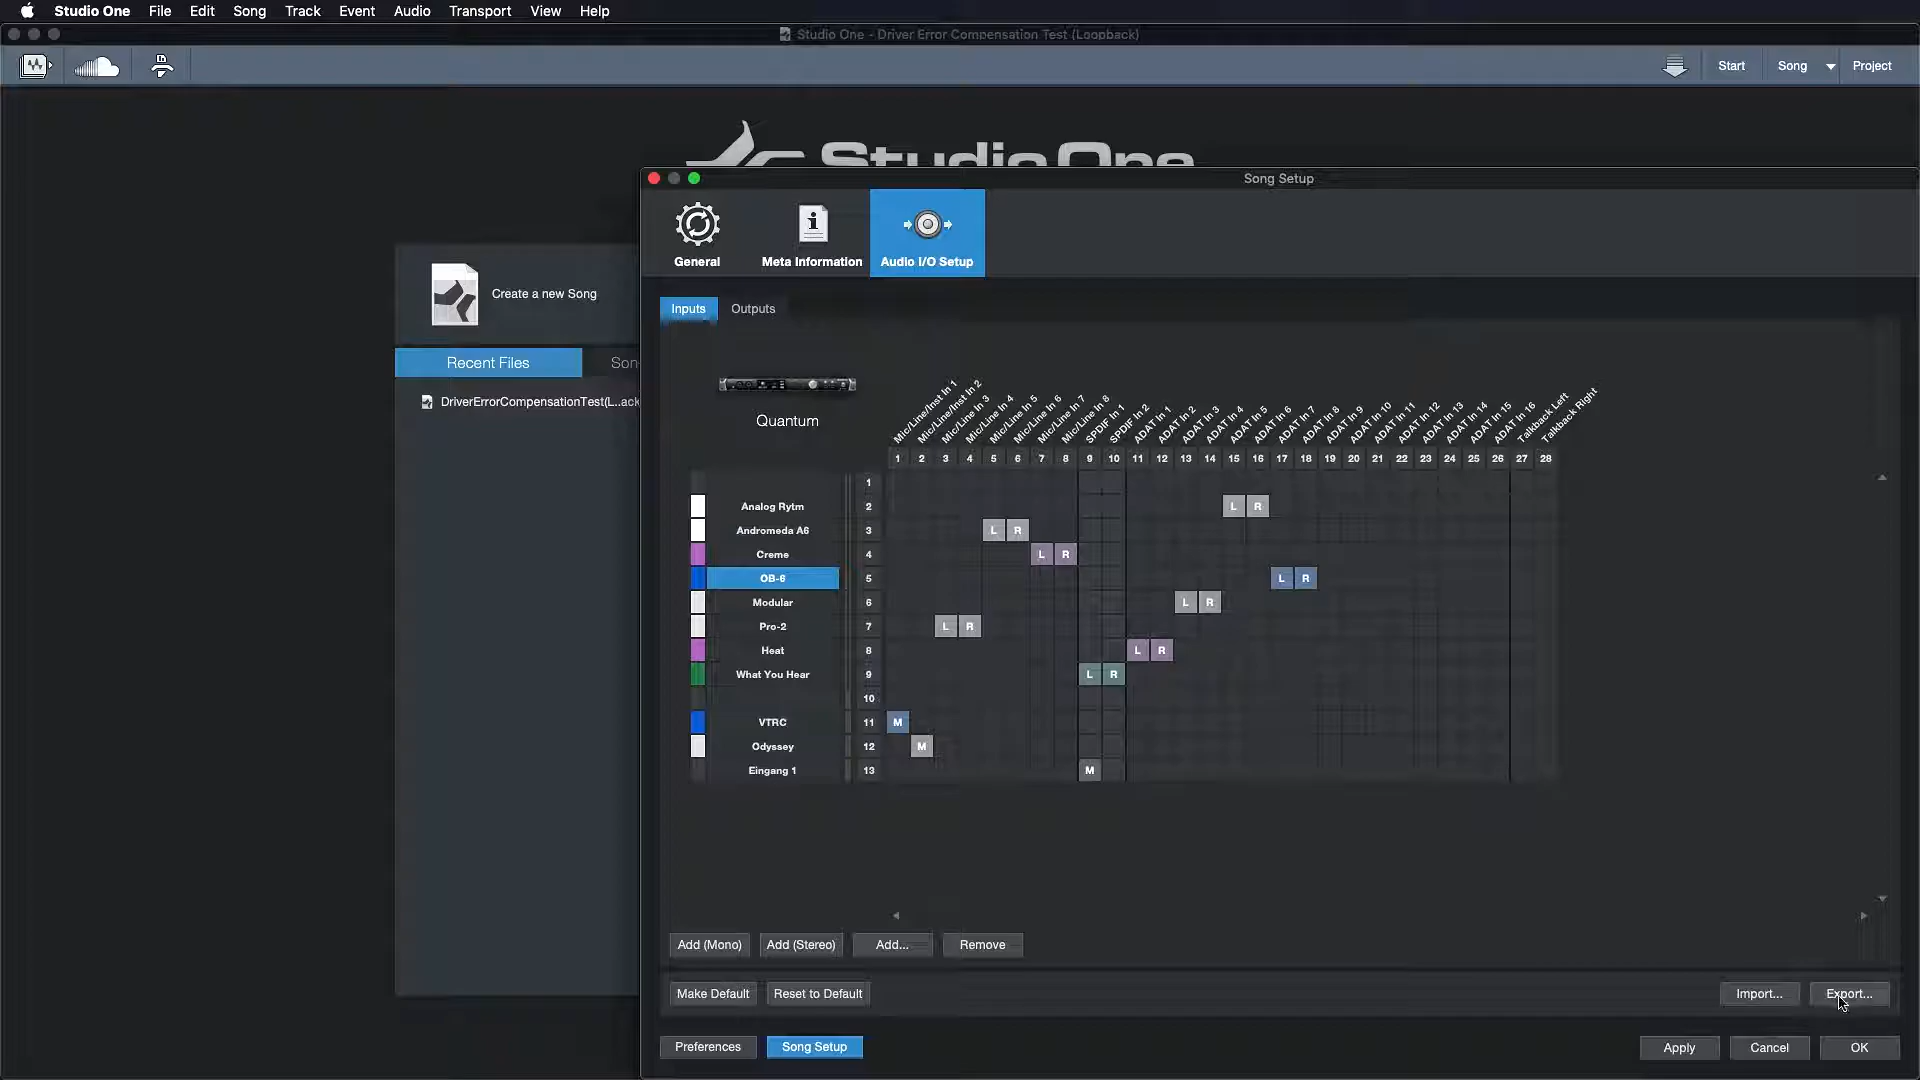 Studio One File Edit Song Track Event Audio Transport View Help
Studio One - Driver Error Compensation Test (Loopback)
Start Song Project
Studio One
Song Setup
General Meta Information Audio I/O Setup
Create a new Song
Inputs Outputs
Recent Files Son
DriverErrorCompensationTest(L...ack
Quantum
Mic/Line/Inst In 1
Mic/Line/Inst In 2
Mic/Line In 3
Mic/Line In 4
Mic/Line In 5
Mic/Line In 6
Mic/Line In 7
Mic/Line In 8
SPDIF In 1
SPDIF In 2
ADAT In 1
ADAT In 2
ADAT In 3
ADAT In 4
ADAT In 5
ADAT In 6
ADAT In 7
ADAT In 8
ADAT In 9
ADAT In 10
ADAT In 11
ADAT In 12
ADAT In 13
ADAT In 14
ADAT In 15
ADAT In 16
Talkback Left
Talkback Right
1 2 3 4 5 6 7 8 9 10 11 12 13 14 15 16 17 18 19 20 21 22 23 24 25 26 27 28
1
Analog Rytm 2 L R
Andromeda A6 3 L R
Creme 4 L R
OB-6 5 L R
Modular 6 L R
Pro-2 7 L R
Heat 8 L R
What You Hear 9 L R
10
VTRC 11 M
Odyssey 12 M
Eingang 1 13 M
Add (Mono) Add (Stereo) Add... Remove
Make Default Reset to Default Import... Export...
Preferences Song Setup Apply Cancel OK